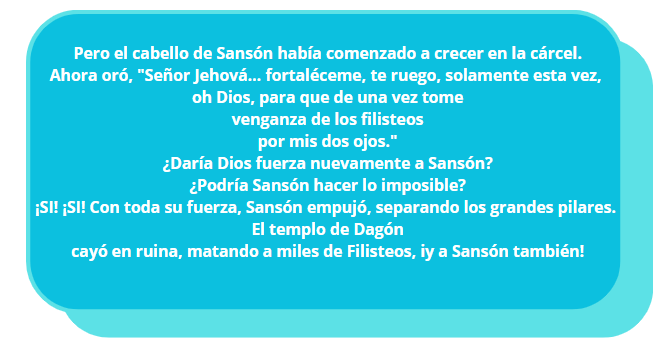 Pero el cabello de Sansón había comenzado a crecer en la cárcel.
Ahora oró, "Señor Jehová... fortaléceme, te ruego, solamente esta vez,
oh Dios, para que de una vez tome
venganza de los filisteos
por mis dos ojos."
¿Daría Dios fuerza nuevamente a Sansón?
¿Podría Sansón hacer lo imposible?
¡SI! ¡SI! Con toda su fuerza, Sansón empujó, separando los grandes pilares.
El templo de Dagón
cayó en ruina, matando a miles de Filisteos, ¡y a Sansón también!